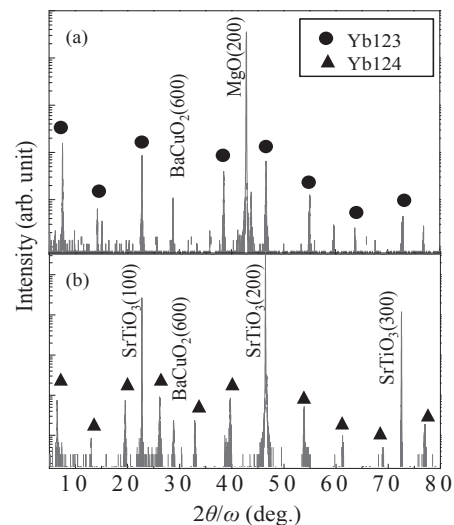 (a)
● Yb123
▲ Yb124
BaCuO₂(600)
MgO(200)
Intensity (arb. unit)
(b)
SrTiO₃(100)
BaCuO₂(600)
SrTiO₃(200)
SrTiO₃(300)
10 20 30 40 50 60 70 80
2θ/ω (deg.)